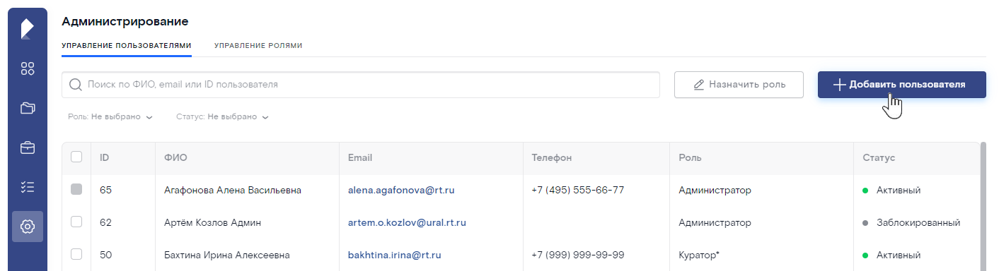 Администрирование
УПРАВЛЕНИЕ ПОЛЬЗОВАТЕЛЯМИ УПРАВЛЕНИЕ РОЛЯМИ
Поиск по ФИО, email или ID пользователя Назначить роль Добавить пользователя
Роль: Не выбрано Статус: Не выбрано
ID ФИО Email Телефон Роль Статус
65 Агафонова Алена Васильевна alena.agafonova@rt.ru +7 (495) 555-66-77 Администратор Активный
62 Артём Козлов Админ artem.o.kozlov@ural.rt.ru Администратор Заблокированный
50 Бахтина Ирина Алексеевна bakhtina.irina@rt.ru +7 (999) 999-99-99 Куратор* Активный